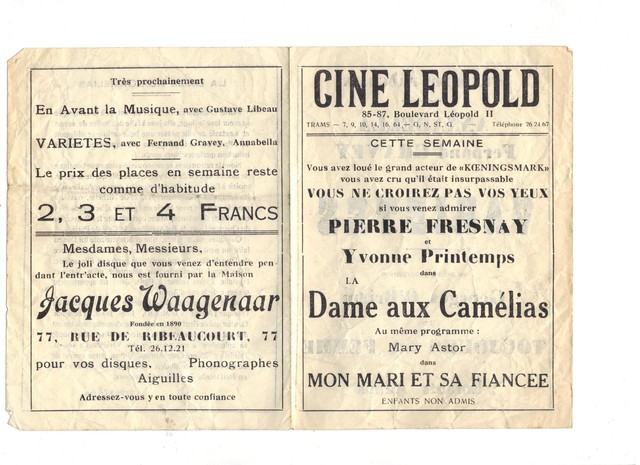 Très prochainement
En Avant la Musique, avec Gustave Libeau
VARIETES, avec Fernand Gravey, Annabella
Le prix des places en semaine reste
comme d'habitude
2, 3 ET 4 FRANCS
Mesdames, Messieurs,
Le joli disque que vous venez d'entendre pen-
dant l'entr'acte, nous est fourni par la Maison
Jacques Waagenaar
Fondée en 1890
77, RUE DE RIBEAUCOURT, 77
Tél. 26.12.21
pour vos disques, Phonographes
Aiguilles
Adressez-vous y en toute confiance
CINE LEOPOLD
85-87, Boulevard Léopold II
TRAMS — 7, 9, 10, 14, 16, 64 — G, N, ST, G. Téléphone 26 24 67
CETTE SEMAINE
Vous avez loué le grand acteur de «KŒNINGSMARK»
vous avez cru qu'il était insurpassable
VOUS NE CROIREZ PAS VOS YEUX
si vous venez admirer
PIERRE FRESNAY
et
Yvonne Printemps
dans
LA
Dame aux Camélias
Au même programme :
Mary Astor
dans
MON MARI ET SA FIANCEE
ENFANTS NON ADMIS